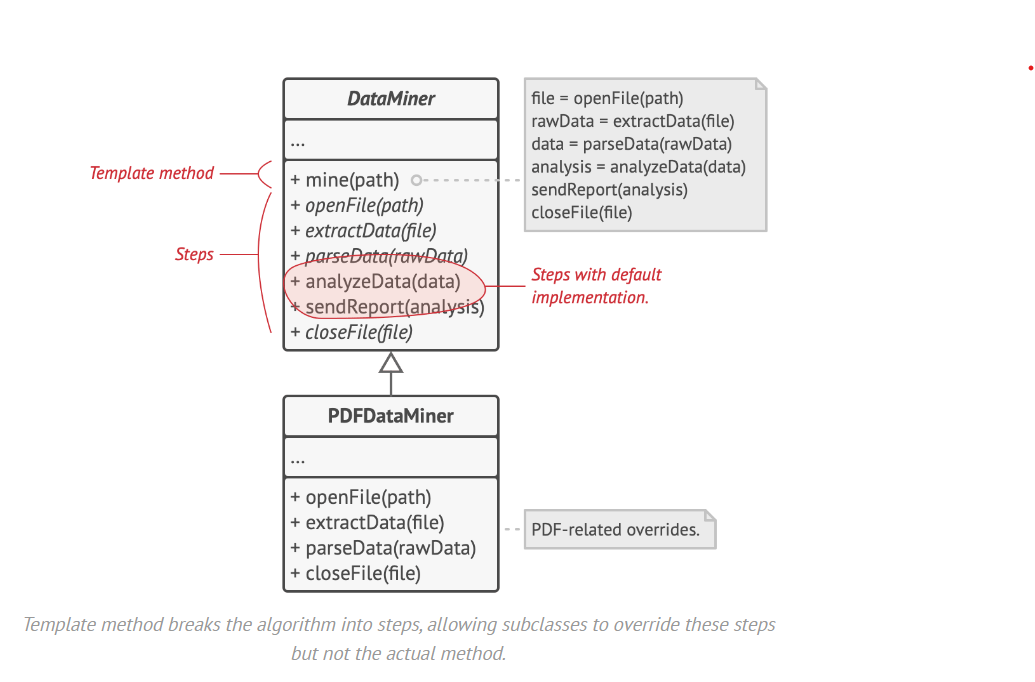 DataMiner
...
Template method
+ mine(path)
+ openFile(path)
+ extractData(file)
Steps
+ parseData(rawData)
+ analyzeData(data)
+ sendReport(analysis)
+ closeFile(file)
file = openFile(path)
rawData = extractData(file)
data = parseData(rawData)
analysis = analyzeData(data)
sendReport(analysis)
closeFile(file)
Steps with default
implementation.
PDFDataMiner
...
+ openFile(path)
+ extractData(file)
+ parseData(rawData)
+ closeFile(file)
PDF-related overrides.
Template method breaks the algorithm into steps, allowing subclasses to override these steps
but not the actual method.